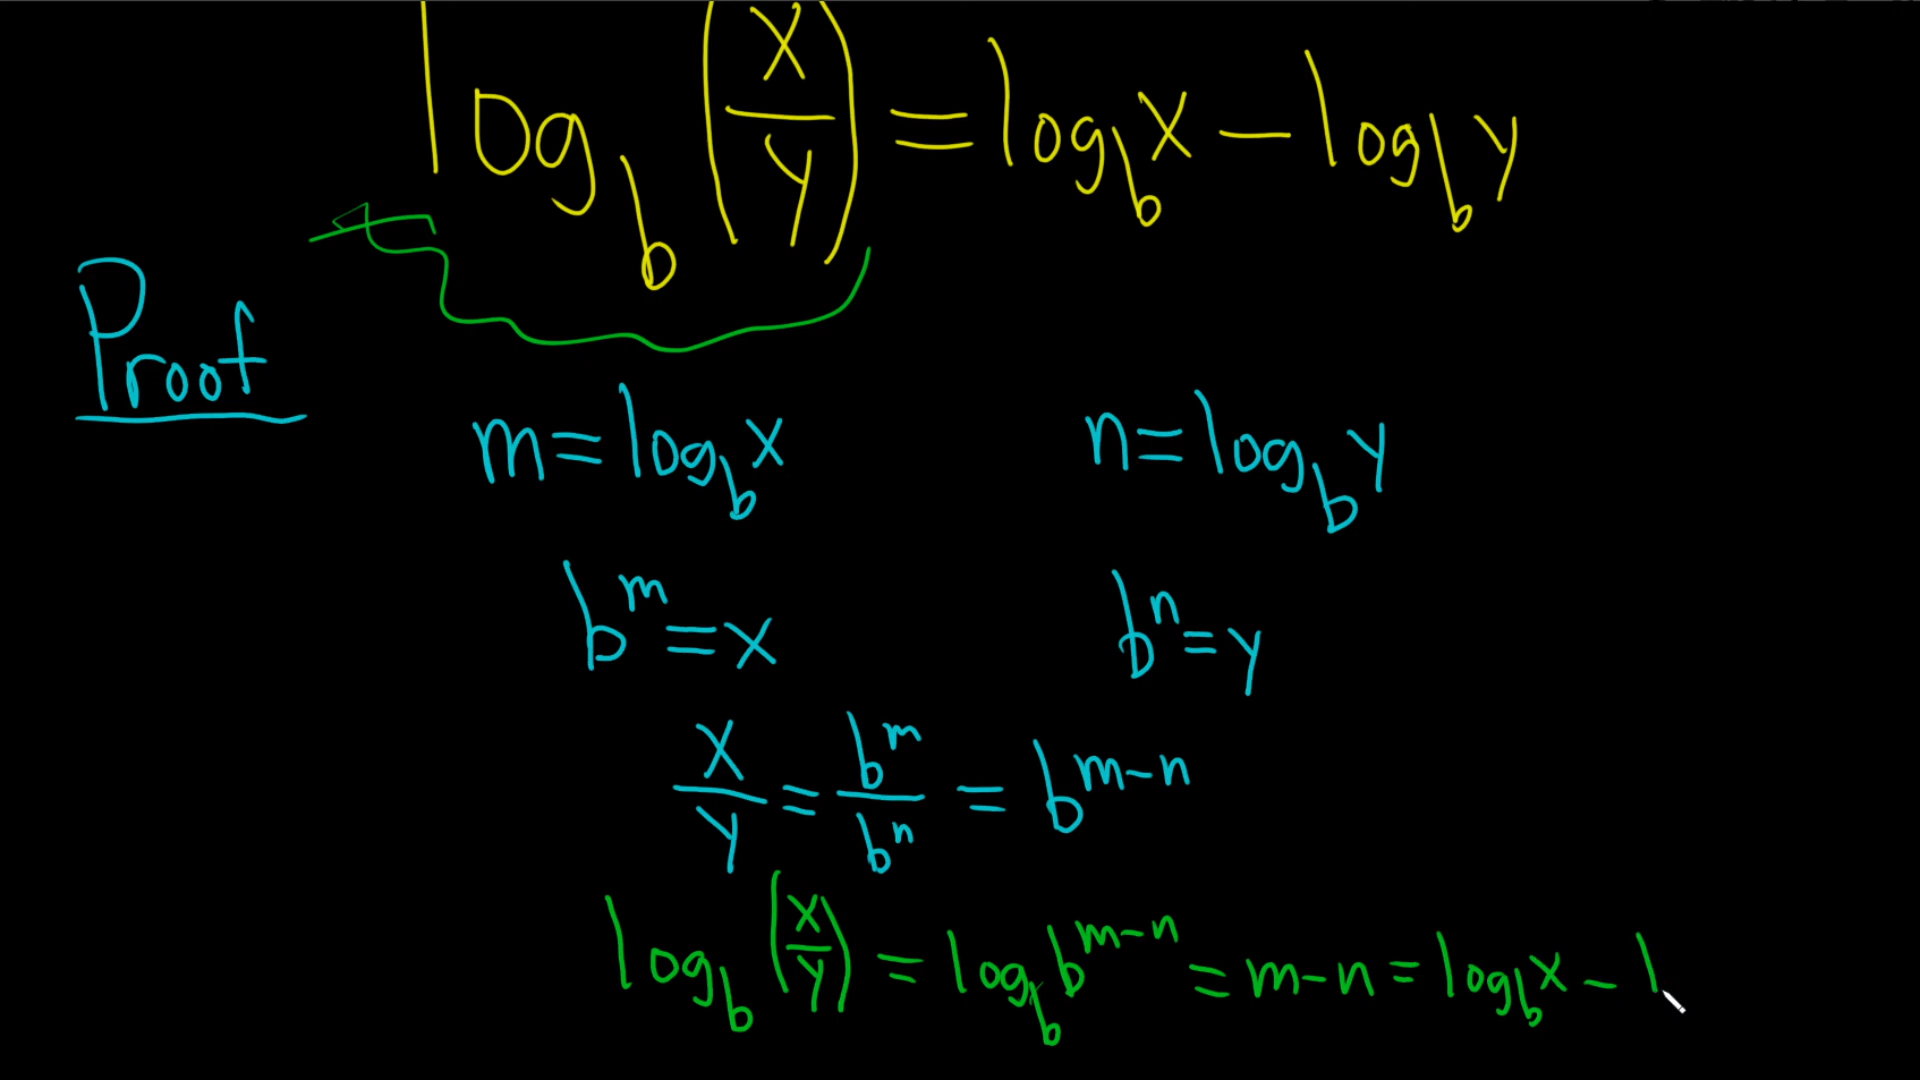 log_b (x/y) = log_b x − log_b y
Proof
m = log_b x    n = log_b y
b^m = x    b^n = y
x/y = b^m/b^n = b^(m−n)
log_b (x/y) = log_b b^(m−n) = m − n = log_b x − l